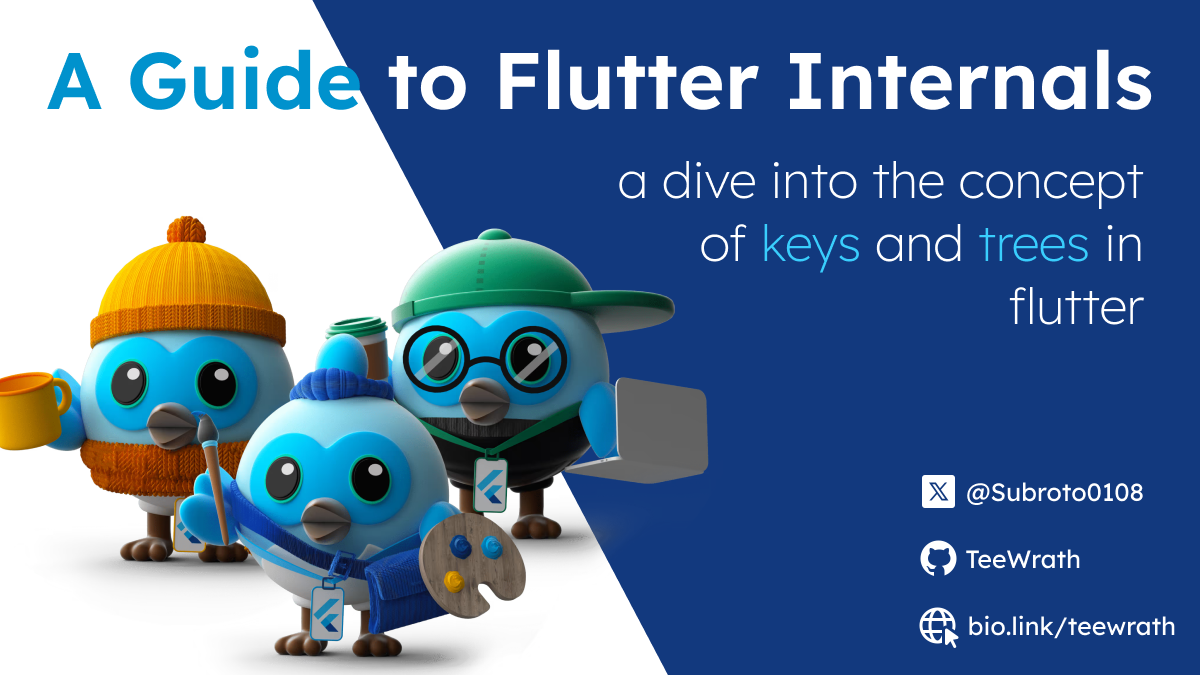 A Guide to Flutter Internals
a dive into the concept
of keys and trees in
flutter
@Subroto0108
TeeWrath
bio.link/teewrath